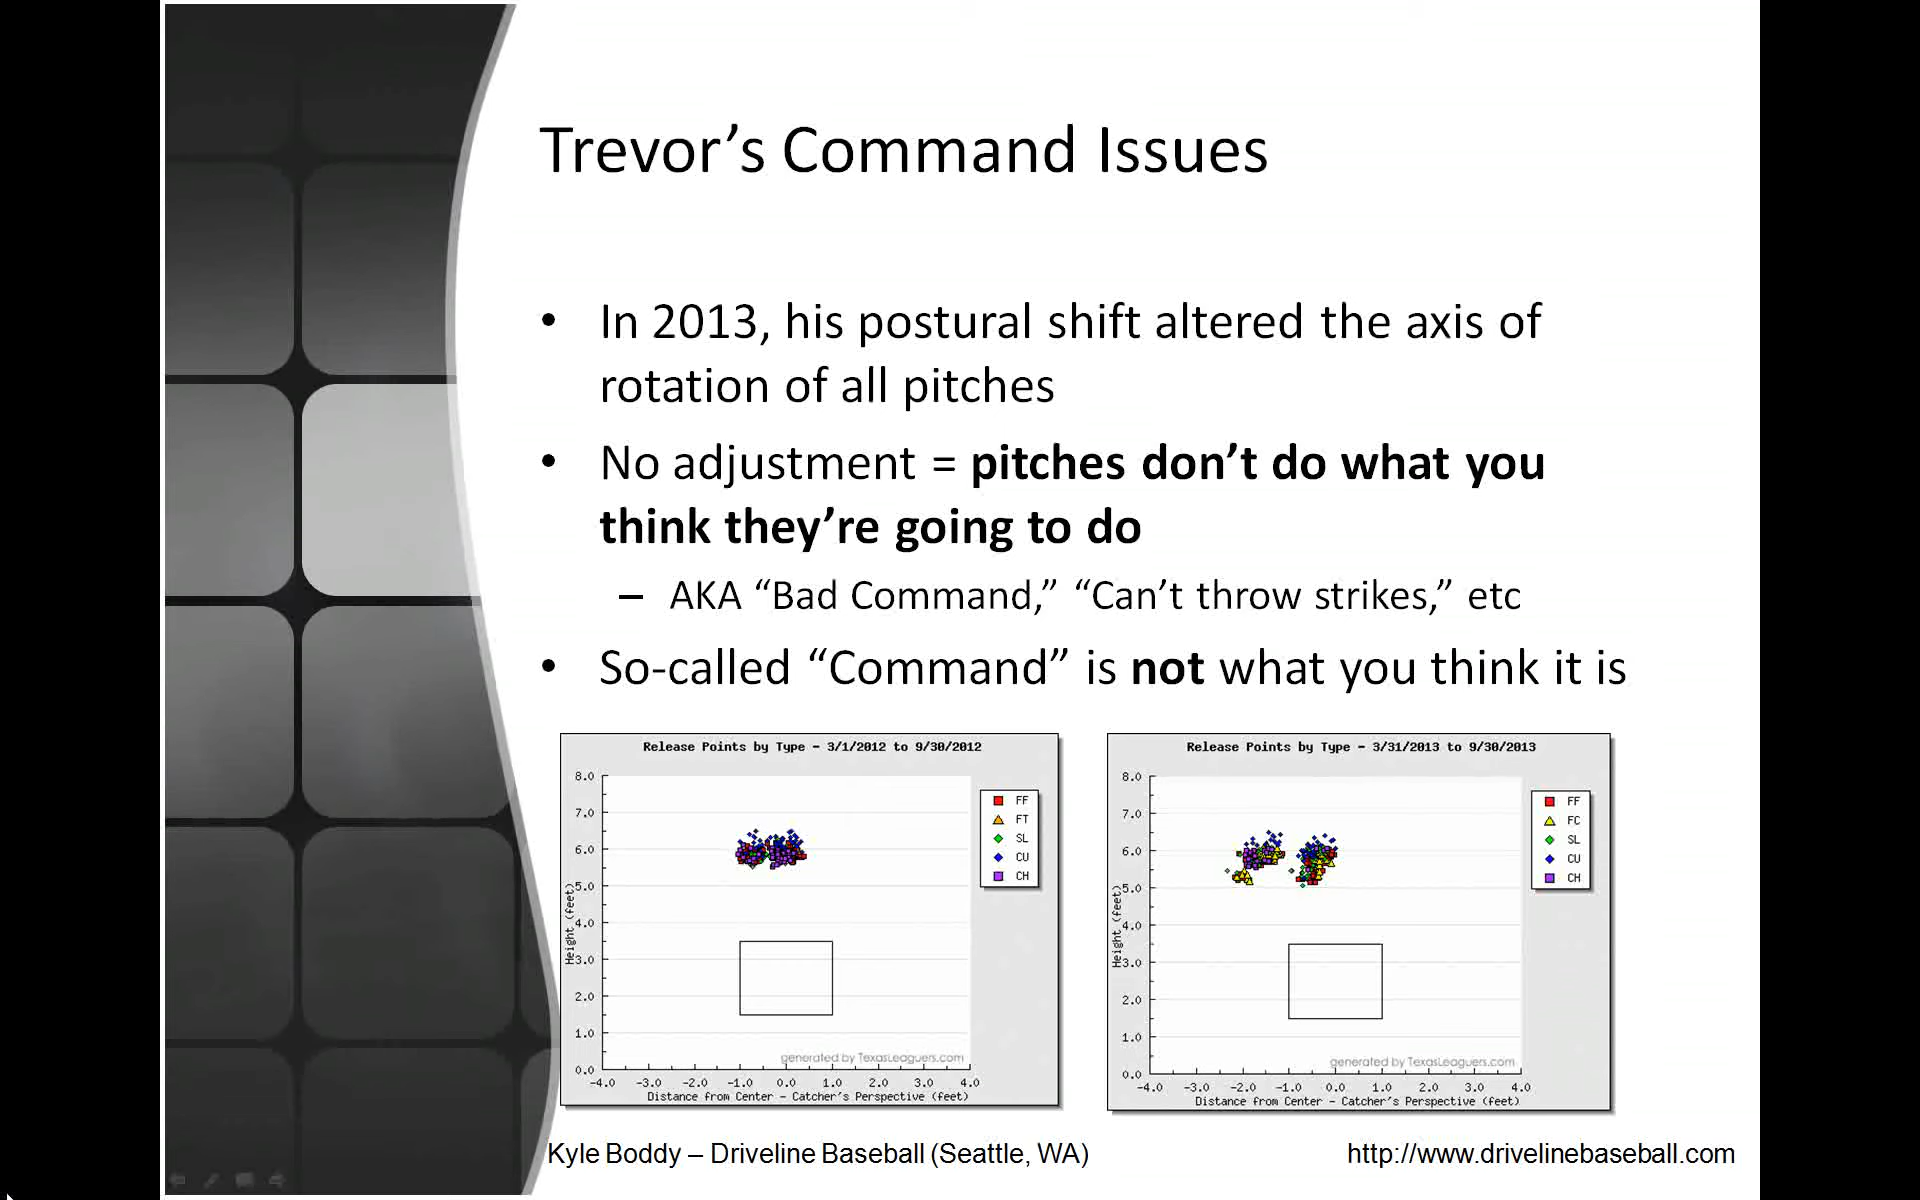 Trevor’s Command Issues
• In 2013, his postural shift altered the axis of
rotation of all pitches
• No adjustment = pitches don’t do what you
think they’re going to do
– AKA “Bad Command,” “Can’t throw strikes,” etc
• So-called “Command” is not what you think it is
Release Points by Type - 3/1/2012 to 9/30/2012
8.0
7.0
6.0
5.0
4.0
3.0
2.0
1.0
0.0
Height (feet)
-4.0 -3.0 -2.0 -1.0 0.0 1.0 2.0 3.0 4.0
Distance from Center - Catcher's Perspective (feet)
FF
FT
SL
CU
CH
generated by TexasLeaguers.com
Release Points by Type - 3/31/2013 to 9/30/2013
8.0
7.0
6.0
5.0
4.0
3.0
2.0
1.0
0.0
Height (feet)
-4.0 -3.0 -2.0 -1.0 0.0 1.0 2.0 3.0 4.0
Distance from Center - Catcher's Perspective (feet)
FF
FC
SL
CU
CH
generated by TexasLeaguers.com
Kyle Boddy – Driveline Baseball (Seattle, WA)
http://www.drivelinebaseball.com